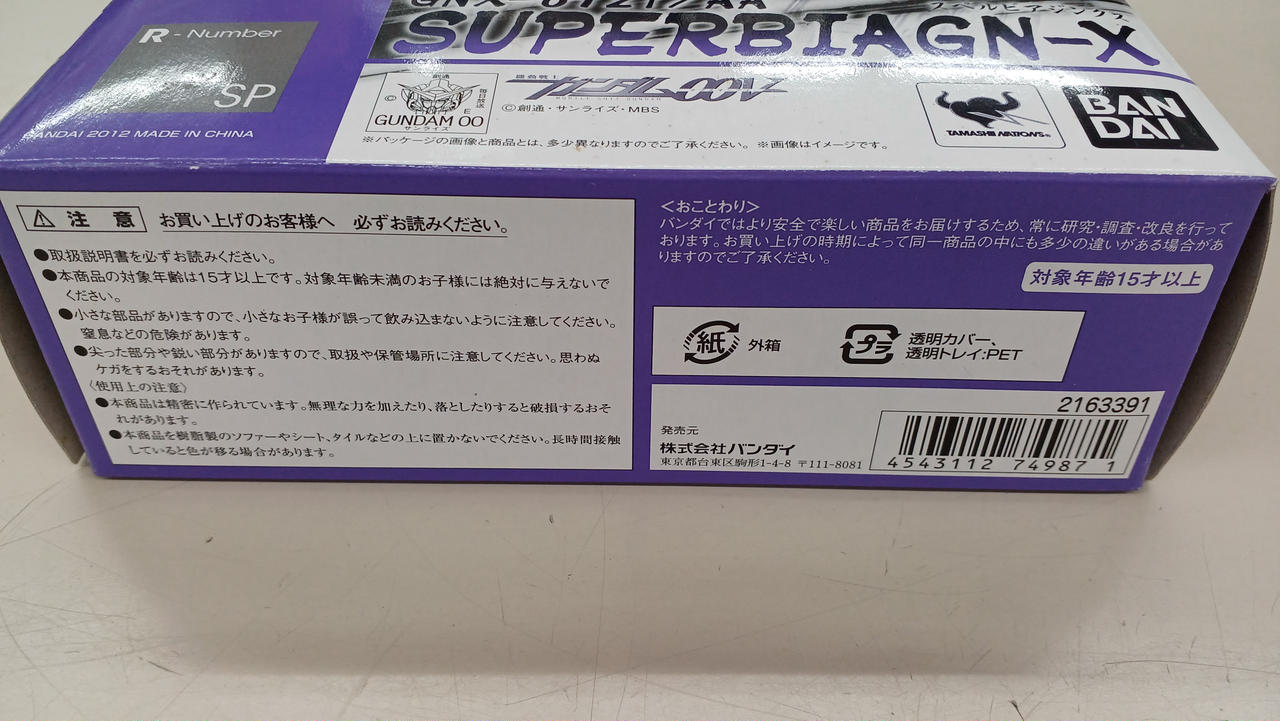 SUPERBIAGN-X
R - Number
SP
BANDAI 2012 MADE IN CHINA
創通
© GUNDAM OO
サンライズ
毎日放送
機動戦士
MOBILE SUIT GUNDAM
©創通・サンライズ・MBS
※パッケージの画像と商品とは、多少異なりますのでご了承ください。 ※画像はイメージです。
TAMASHII NATIONS
BAN
DAI
注 意 お買い上げのお客様へ 必ずお読みください。
●取扱説明書を必ずお読みください。
●本商品の対象年齢は15才以上です。対象年齢未満のお子様には絶対に与えないで
ください。
●小さな部品がありますので、小さなお子様が誤って飲み込まないように注意してください。
窒息などの危険があります。
●尖った部分や鋭い部分がありますので、取扱や保管場所に注意してください。思わぬ
ケガをするおそれがあります。
〈使用上の注意〉
●本商品は精密に作られています。無理な力を加えたり、落としたりすると破損するおそ
れがあります。
●本商品を樹脂製のソファーやシート、タイルなどの上に置かないでください。長時間接触
していると色が移る場合があります。
<おことわり>
バンダイではより安全で楽しい商品をお届けするため、常に研究・調査・改良を行って
おります。お買い上げの時期によって同一商品の中にも多少の違いがある場合があ
りますのでご了承ください。
対象年齢15才以上
紙 外箱
プラ 透明カバー、
透明トレイ:PET
2163391
発売元
株式会社バンダイ
東京都台東区駒形1-4-8 〒111-8081
4543112 74987 1